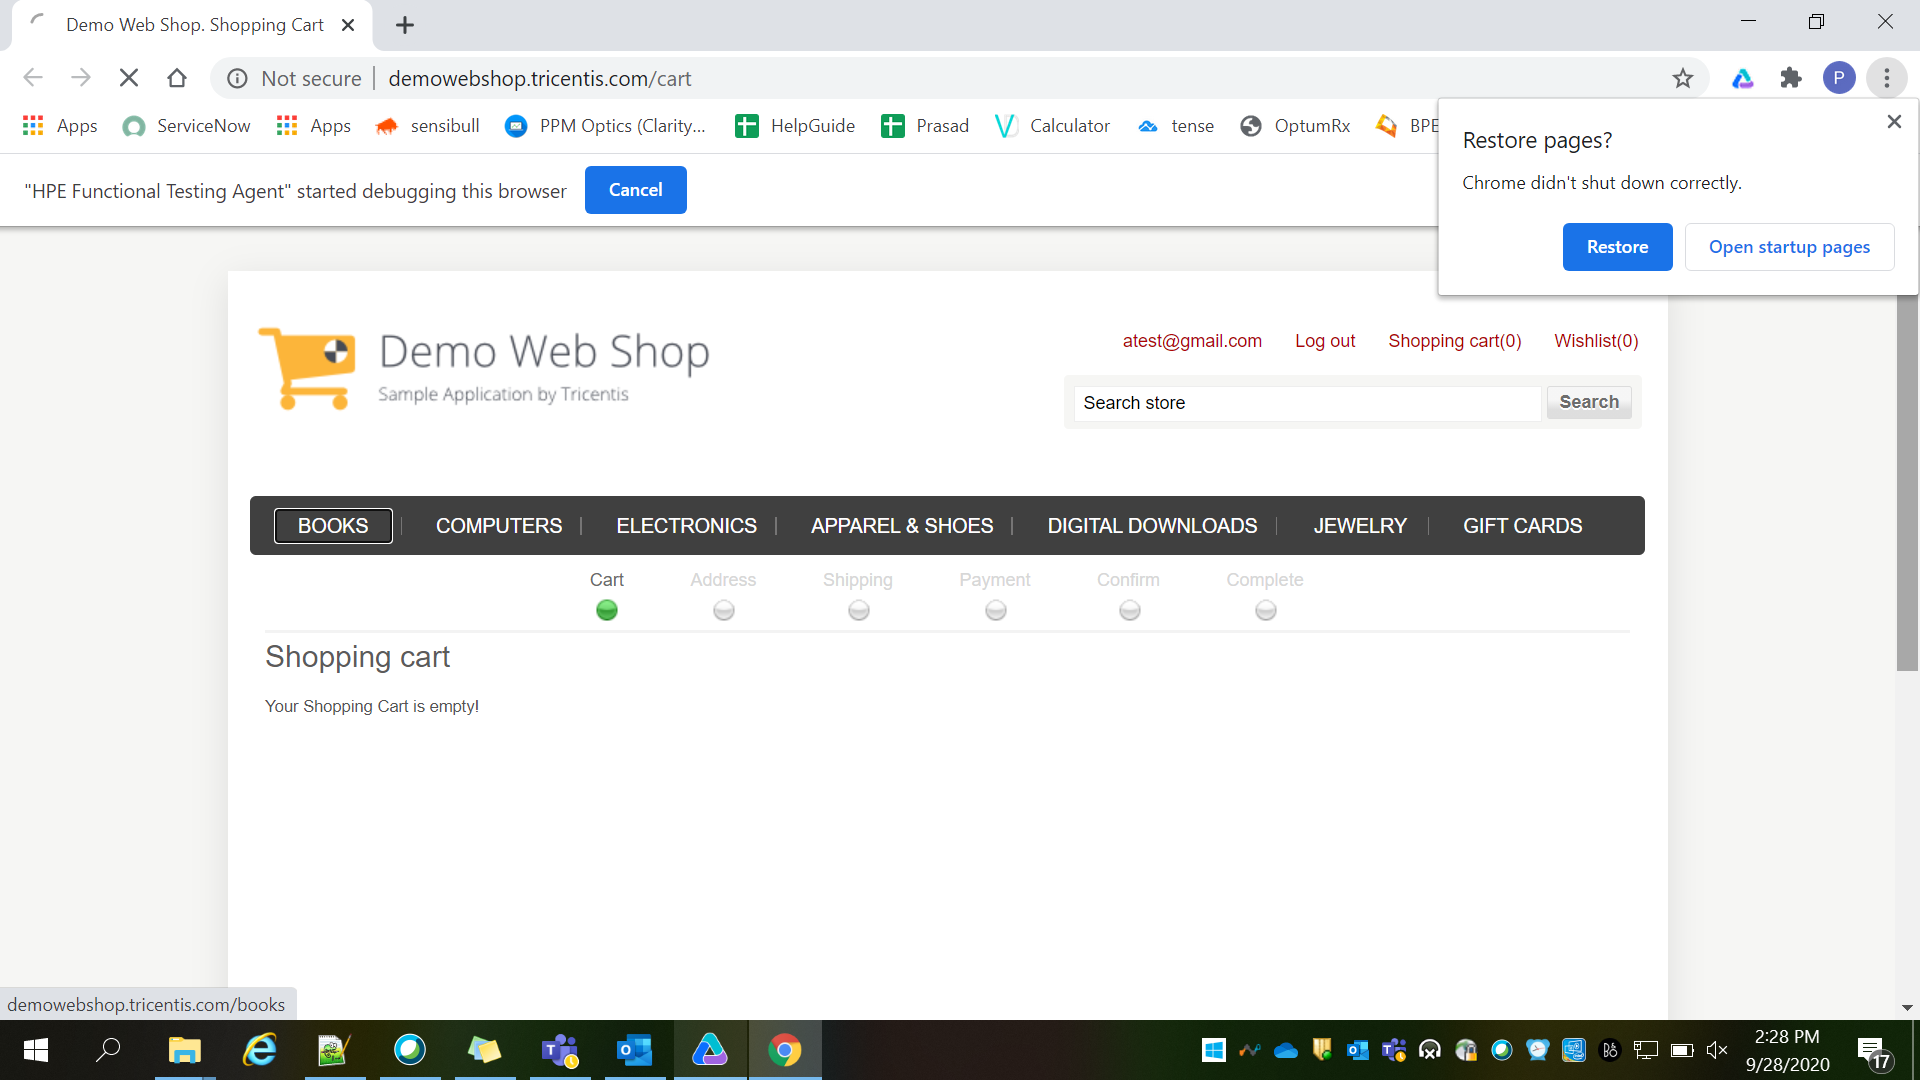 Demo Web Shop. Shopping Cart
Not secure | demowebshop.tricentis.com/cart
P
Apps ServiceNow Apps sensibull PPM Optics (Clarity... HelpGuide Prasad Calculator tense OptumRx BPE
"HPE Functional Testing Agent" started debugging this browser Cancel
Restore pages?
Chrome didn't shut down correctly.
Restore Open startup pages
Demo Web Shop
Sample Application by Tricentis
atest@gmail.com Log out Shopping cart(0) Wishlist(0)
Search store Search
BOOKS COMPUTERS ELECTRONICS APPAREL & SHOES DIGITAL DOWNLOADS JEWELRY GIFT CARDS
Cart Address Shipping Payment Confirm Complete
Shopping cart
Your Shopping Cart is empty!
demowebshop.tricentis.com/books
2:28 PM
9/28/2020
17